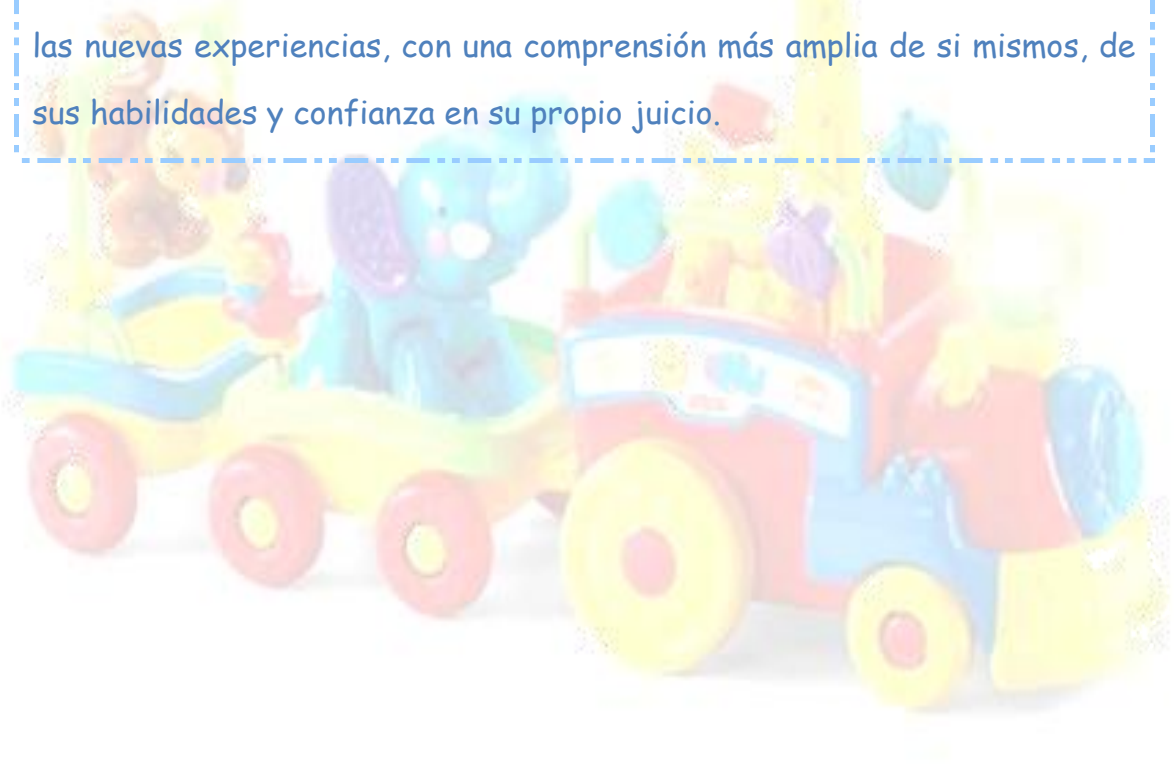 las nuevas experiencias, con una comprensión más amplia de si mismos, de
sus habilidades y confianza en su propio juicio.